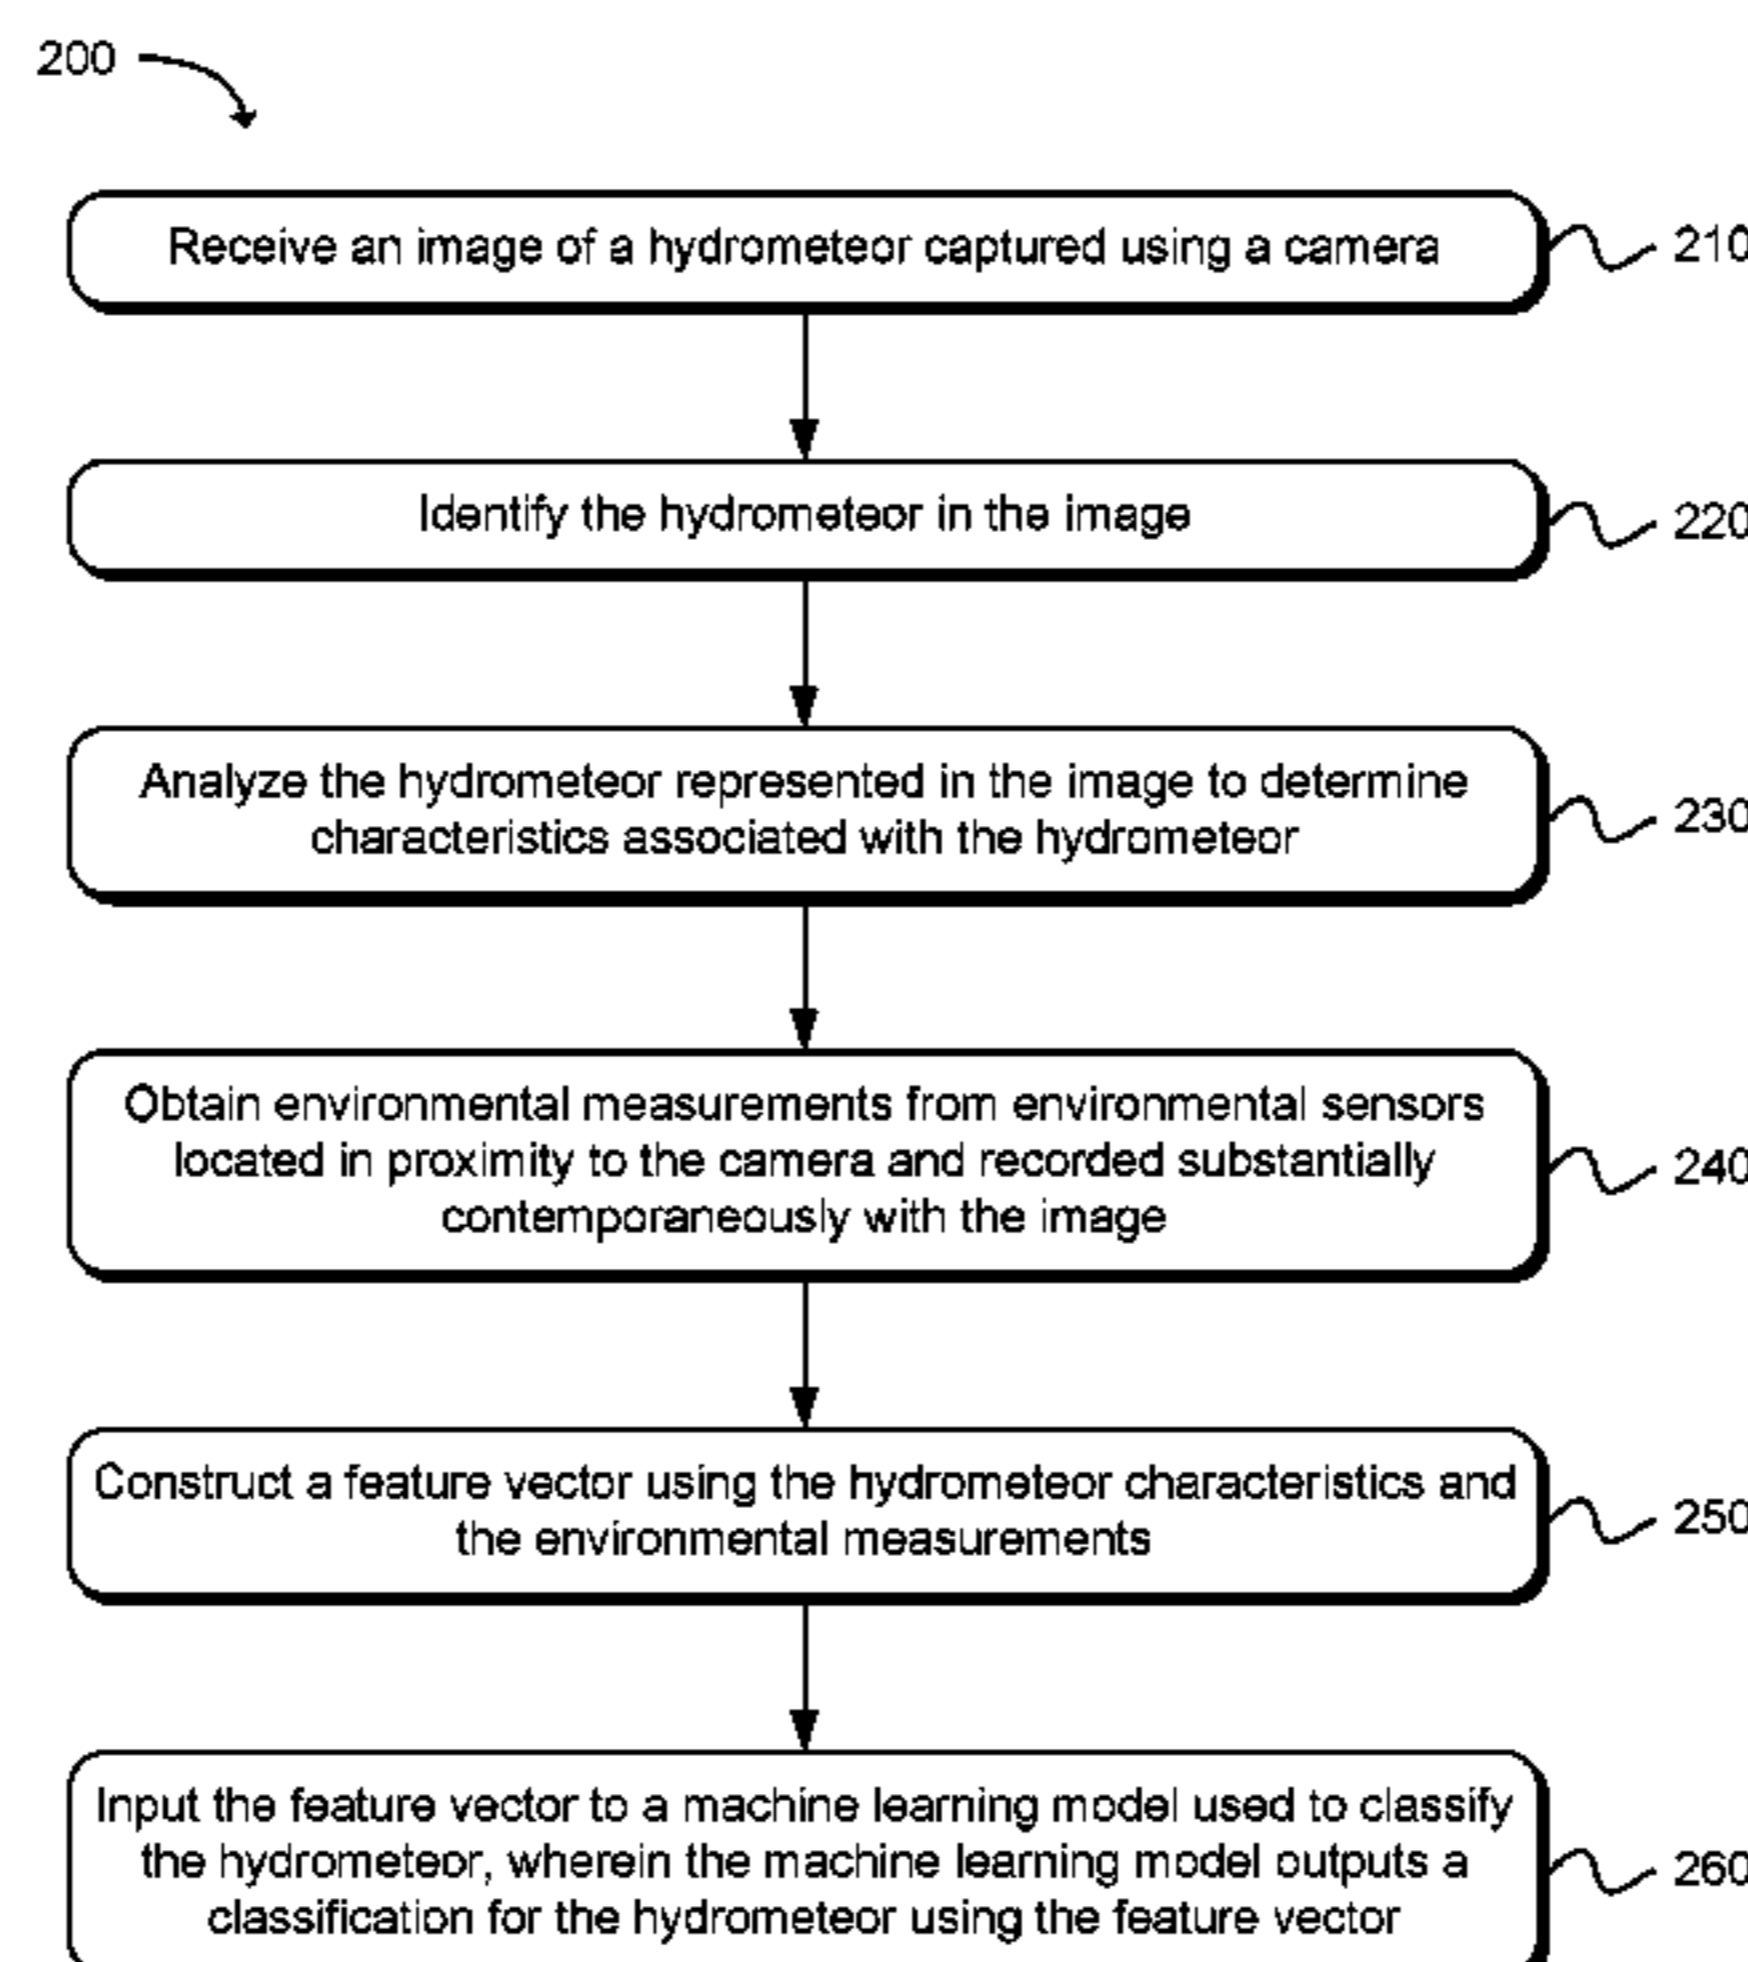 200
Receive an image of a hydrometeor captured using a camera
210
Identify the hydrometeor in the image
220
Analyze the hydrometeor represented in the image to determine
characteristics associated with the hydrometeor
230
Obtain environmental measurements from environmental sensors
located in proximity to the camera and recorded substantially
contemporaneously with the image
240
Construct a feature vector using the hydrometeor characteristics and
the environmental measurements
250
Input the feature vector to a machine learning model used to classify
the hydrometeor, wherein the machine learning model outputs a
classification for the hydrometeor using the feature vector
260